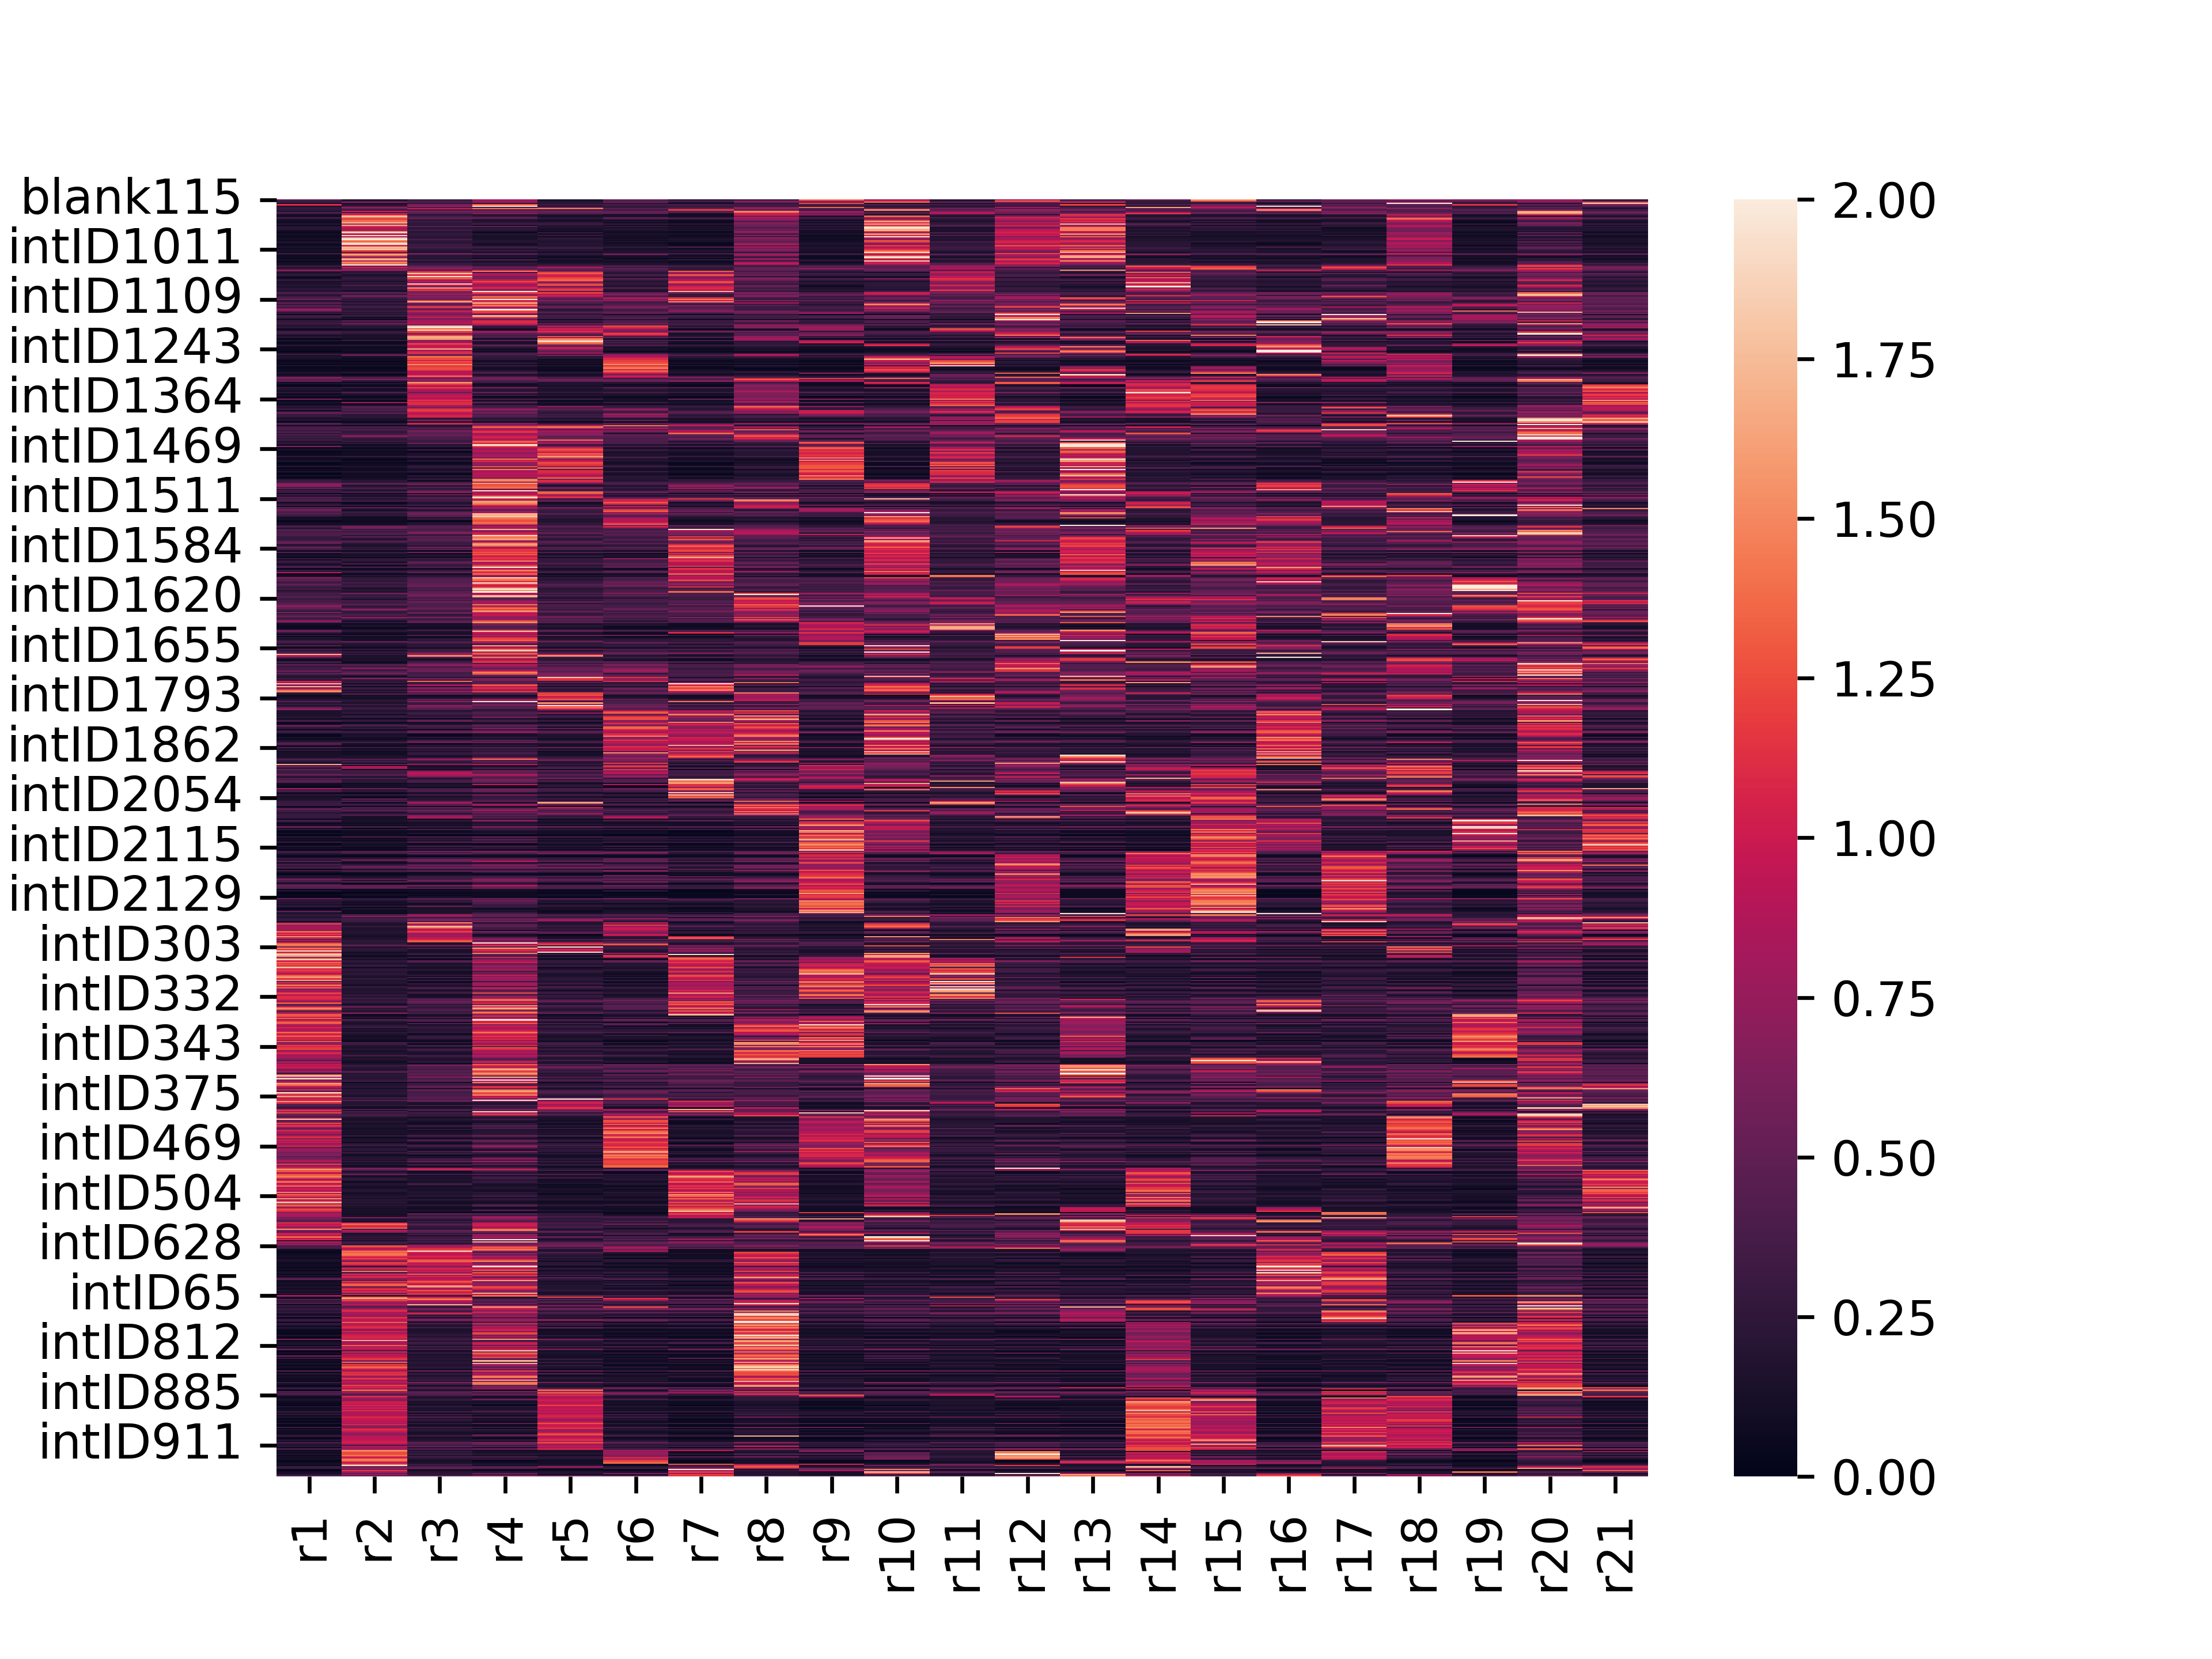 blank115
intID1011
intID1109
intID1243
intID1364
intID1469
intID1511
intID1584
intID1620
intID1655
intID1793
intID1862
intID2054
intID2115
intID2129
intID303
intID332
intID343
intID375
intID469
intID504
intID628
intID65
intID812
intID885
intID911
r1 r2 r3 r4 r5 r6 r7 r8 r9 r10 r11 r12 r13 r14 r15 r16 r17 r18 r19 r20 r21
2.00
1.75
1.50
1.25
1.00
0.75
0.50
0.25
0.00